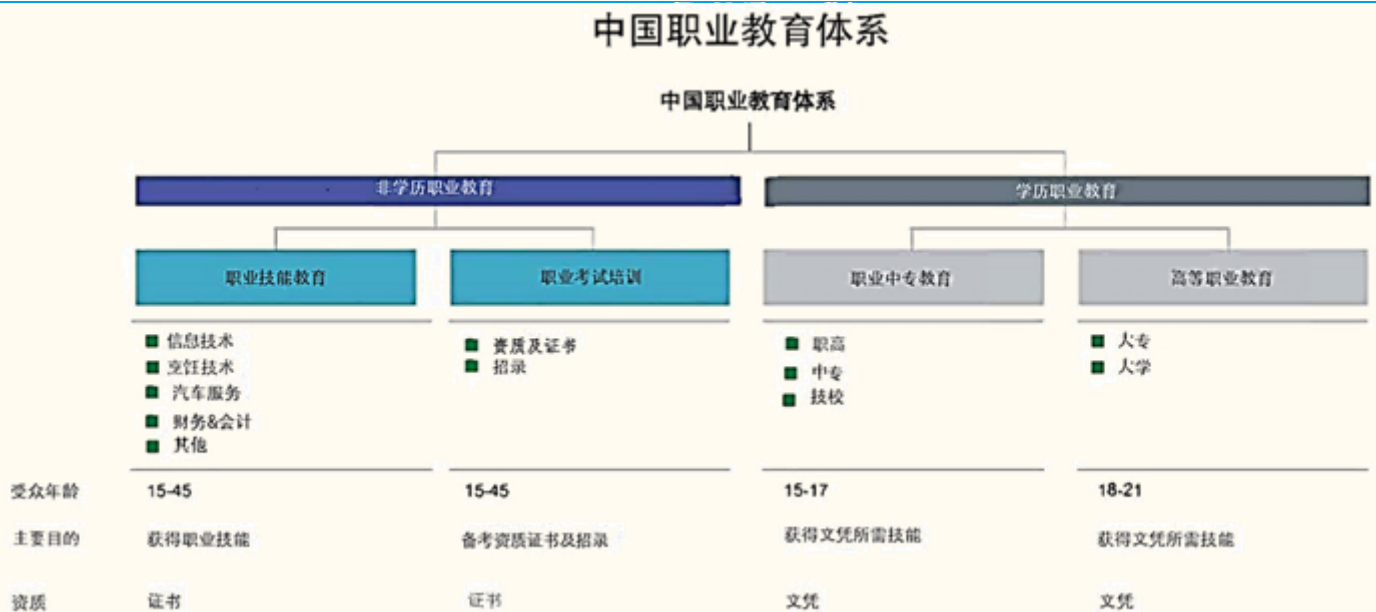 中国职业教育体系
中国职业教育体系
非学历职业教育
学历职业教育
职业技能教育
职业考试培训
职业中专教育
高等职业教育
信息技术
烹饪技术
汽车服务
财务&会计
其他
资质及证书
招录
职高
中专
技校
大专
大学
受众年龄 15-45 15-45 15-17 18-21
主要目的 获得职业技能 备考资质证书及招录 获得文凭所需技能 获得文凭所需技能
资质 证书 证书 文凭 文凭